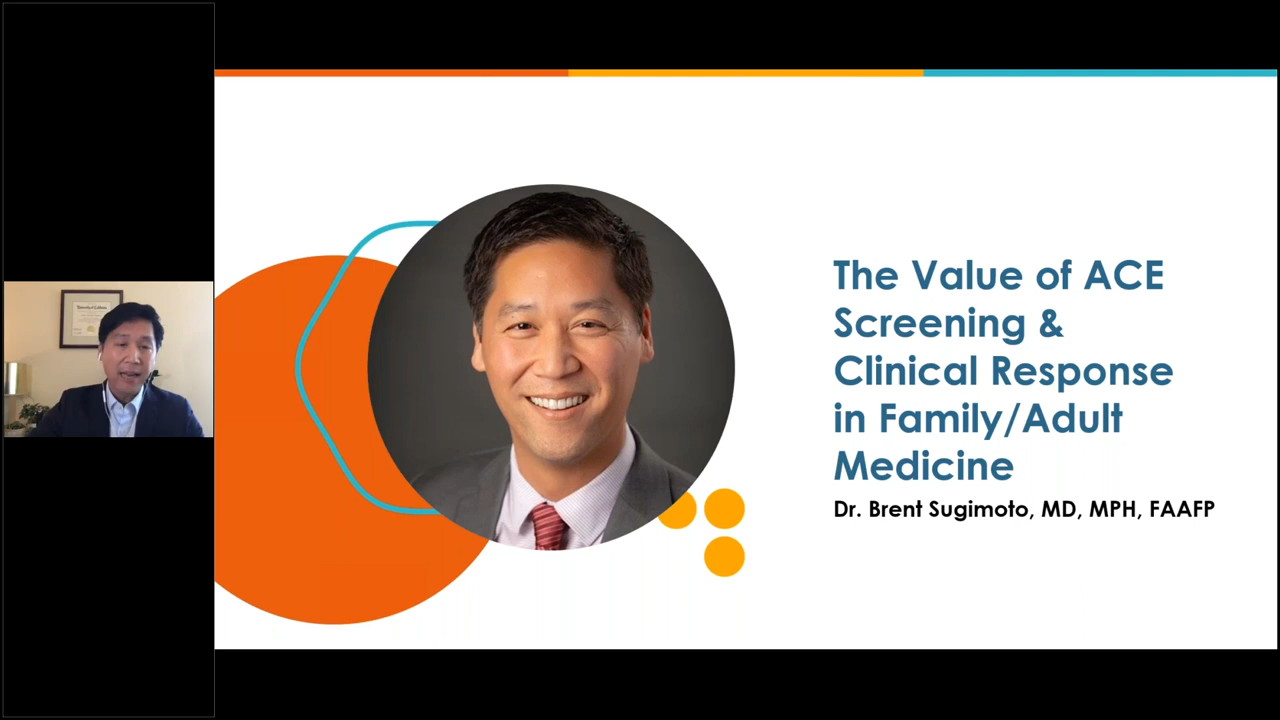 The Value of ACE
Screening &
Clinical Response
in Family/Adult
Medicine
Dr. Brent Sugimoto, MD, MPH, FAAFP